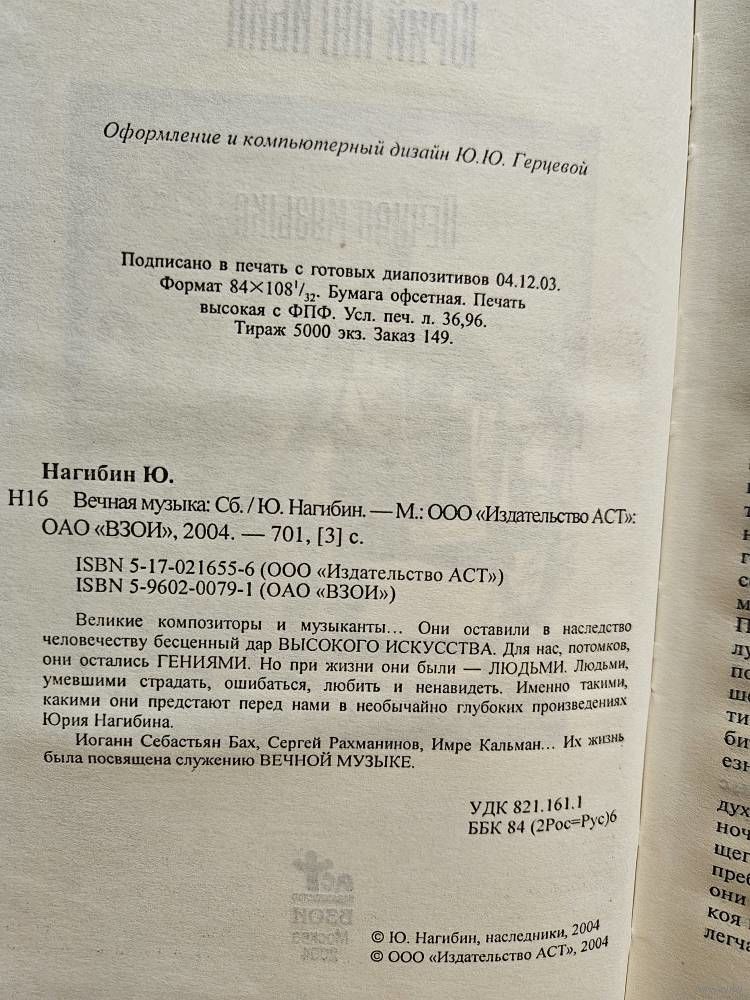 Оформление и компьютерный дизайн Ю.Ю. Герцевой
Подписано в печать с готовых диапозитивов 04.12.03.
Формат 84×108¹/₃₂. Бумага офсетная. Печать
высокая с ФПФ. Усл. печ. л. 36,96.
Тираж 5000 экз. Заказ 149.
Нагибин Ю.
Н16 Вечная музыка: Сб. / Ю. Нагибин. — М.: ООО «Издательство АСТ»:
ОАО «ВЗОИ», 2004. — 701, [3] с.
ISBN 5-17-021655-6 (ООО «Издательство АСТ»)
ISBN 5-9602-0079-1 (ОАО «ВЗОИ»)
Великие композиторы и музыканты... Они оставили в наследство
человечеству бесценный дар ВЫСОКОГО ИСКУССТВА. Для нас, потомков,
они остались ГЕНИЯМИ. Но при жизни они были — ЛЮДЬМИ. Людьми,
умевшими страдать, ошибаться, любить и ненавидеть. Именно такими,
какими они предстают перед нами в необычайно глубоких произведениях
Юрия Нагибина.
Иоганн Себастьян Бах, Сергей Рахманинов, Имре Кальман... Их жизнь
была посвящена служению ВЕЧНОЙ МУЗЫКЕ.
УДК 821.161.1
ББК 84 (2Рос=Рус)6
© Ю. Нагибин, наследники, 2004
© ООО «Издательство АСТ», 2004